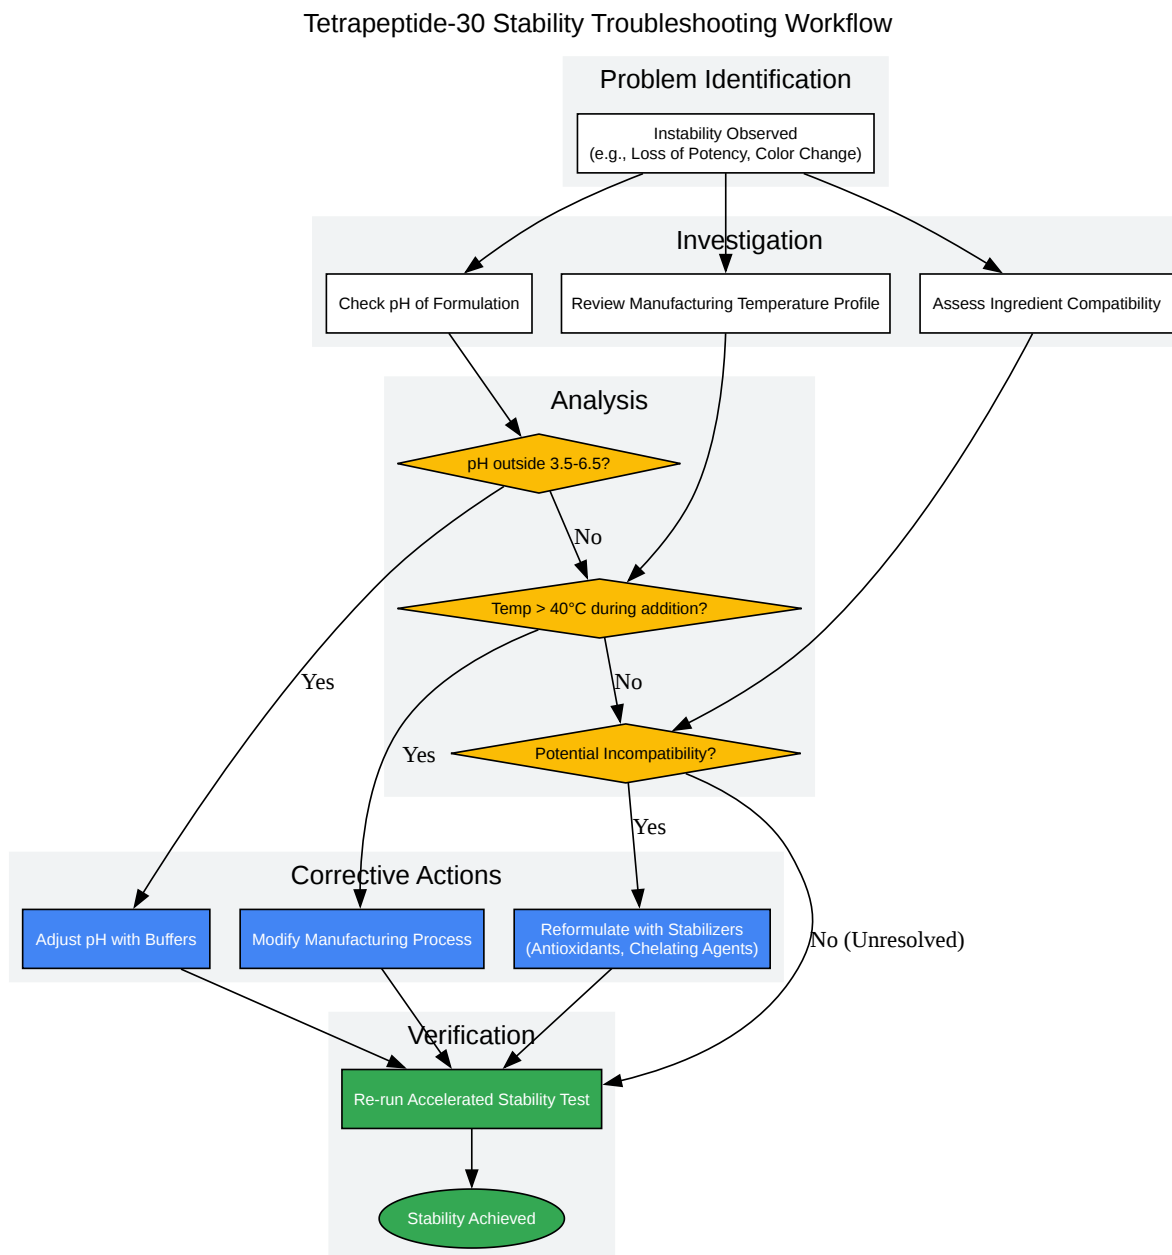 Tetrapeptide-30 Stability Troubleshooting Workflow
Problem Identification
Instability Observed
(e.g., Loss of Potency, Color Change)
Investigation
Check pH of Formulation
Review Manufacturing Temperature Profile
Assess Ingredient Compatibility
Analysis
pH outside 3.5-6.5?
No
Temp > 40°C during addition?
Yes
No
Yes
Potential Incompatibility?
Yes
Corrective Actions
Adjust pH with Buffers
Modify Manufacturing Process
Reformulate with Stabilizers
(Antioxidants, Chelating Agents)
No (Unresolved)
Verification
Re-run Accelerated Stability Test
Stability Achieved